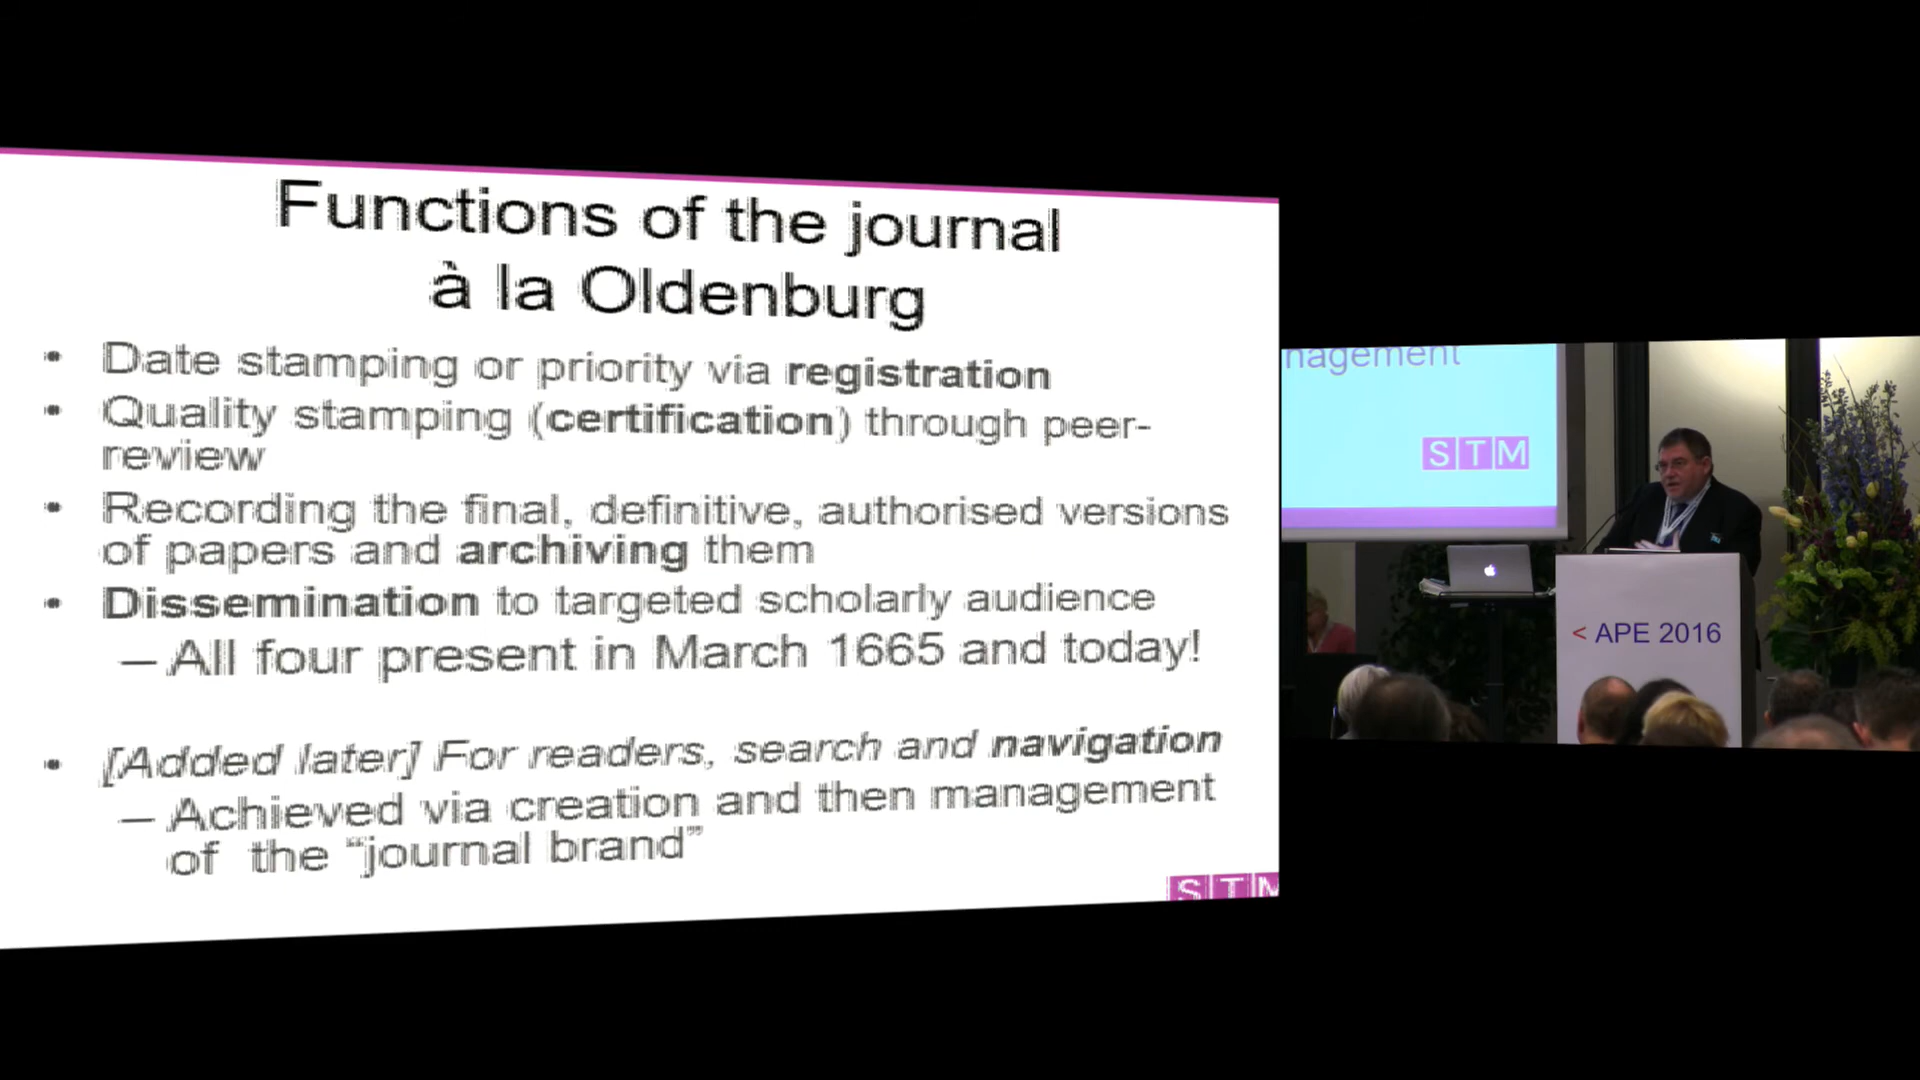 Functions of the journal
à la Oldenburg
• Date stamping or priority via registration
• Quality stamping (certification) through peer-
review
• Recording the final, definitive, authorised versions
of papers and archiving them
• Dissemination to targeted scholarly audience
– All four present in March 1665 and today!
• [Added later] For readers, search and navigation
– Achieved via creation and then management
of the “journal brand”
STM
nagement
STM
< APE 2016